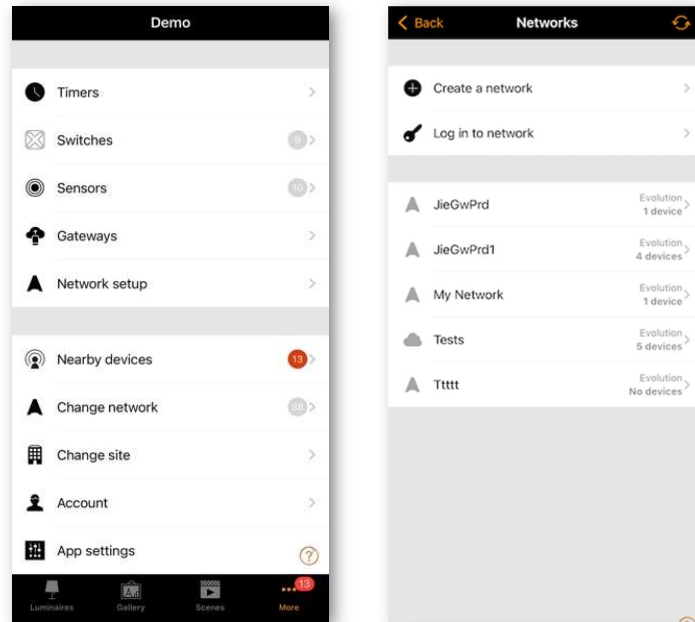 Demo
Timers
Switches
9
Sensors
10
Gateways
Network setup
Nearby devices
13
Change network
Change site
Account
App settings
?
Luminaires
Gallery
Scenes
13
More
Back
Networks
Create a network
Log in to network
JieGwPrd
Evolution
1 device
JieGwPrd1
Evolution
4 devices
My Network
Evolution
1 device
Tests
Evolution
5 devices
Ttttt
Evolution
No devices